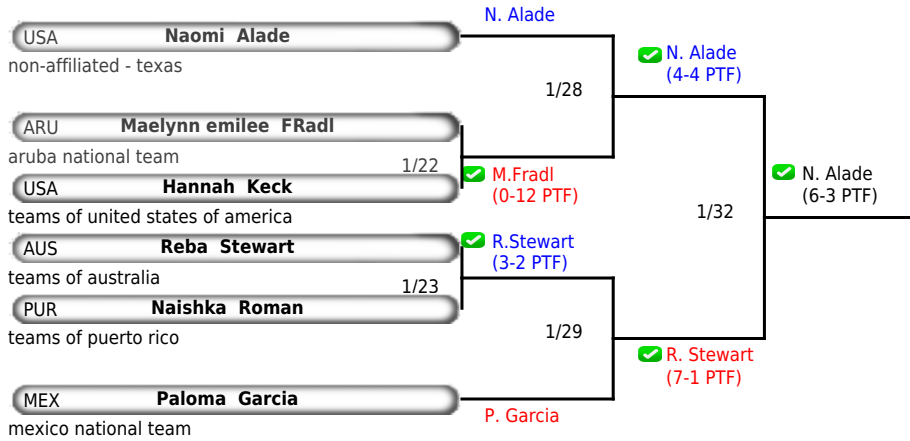 N. Alade
USA Naomi Alade
non-affiliated - texas
N. Alade
(4-4 PTF)
1/28
ARU Maelynn emilee FRadl
aruba national team
1/22
M.Fradl
(0-12 PTF)
N. Alade
(6-3 PTF)
USA Hannah Keck
teams of united states of america
1/32
AUS Reba Stewart
R.Stewart
(3-2 PTF)
teams of australia
1/23
PUR Naishka Roman
teams of puerto rico
1/29
R. Stewart
(7-1 PTF)
MEX Paloma Garcia
P. Garcia
mexico national team